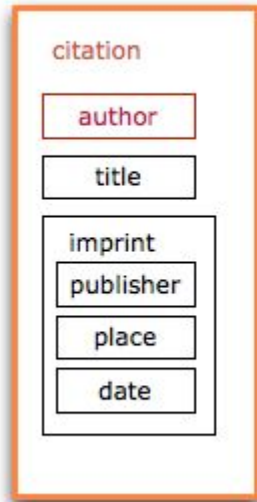 citation
author
title
imprint
publisher
place
date